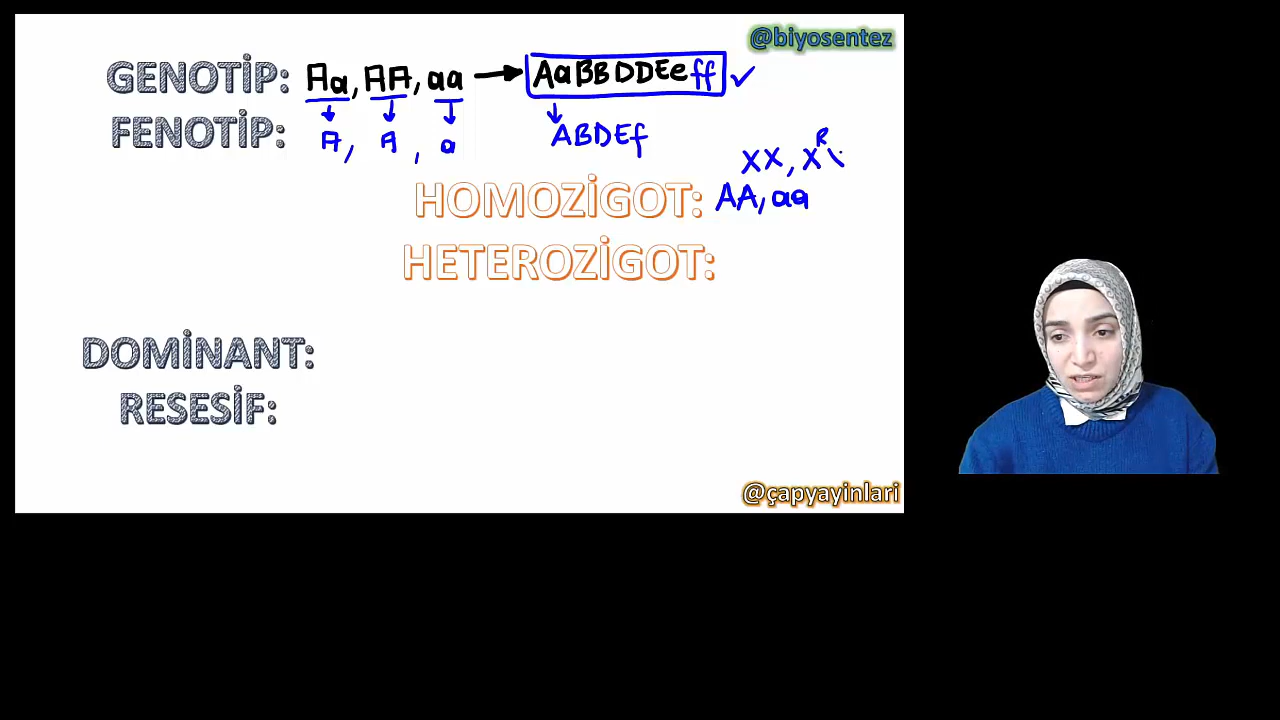 @biyosentez
GENOTİP: Aa, AA, aa → AaBBDDEeff ✓
FENOTİP: A, A, a ABDEf
XX, X^R
HOMOZİGOT: AA, aa
HETEROZİGOT:
DOMİNANT:
RESESİF:
@çapyayinlari